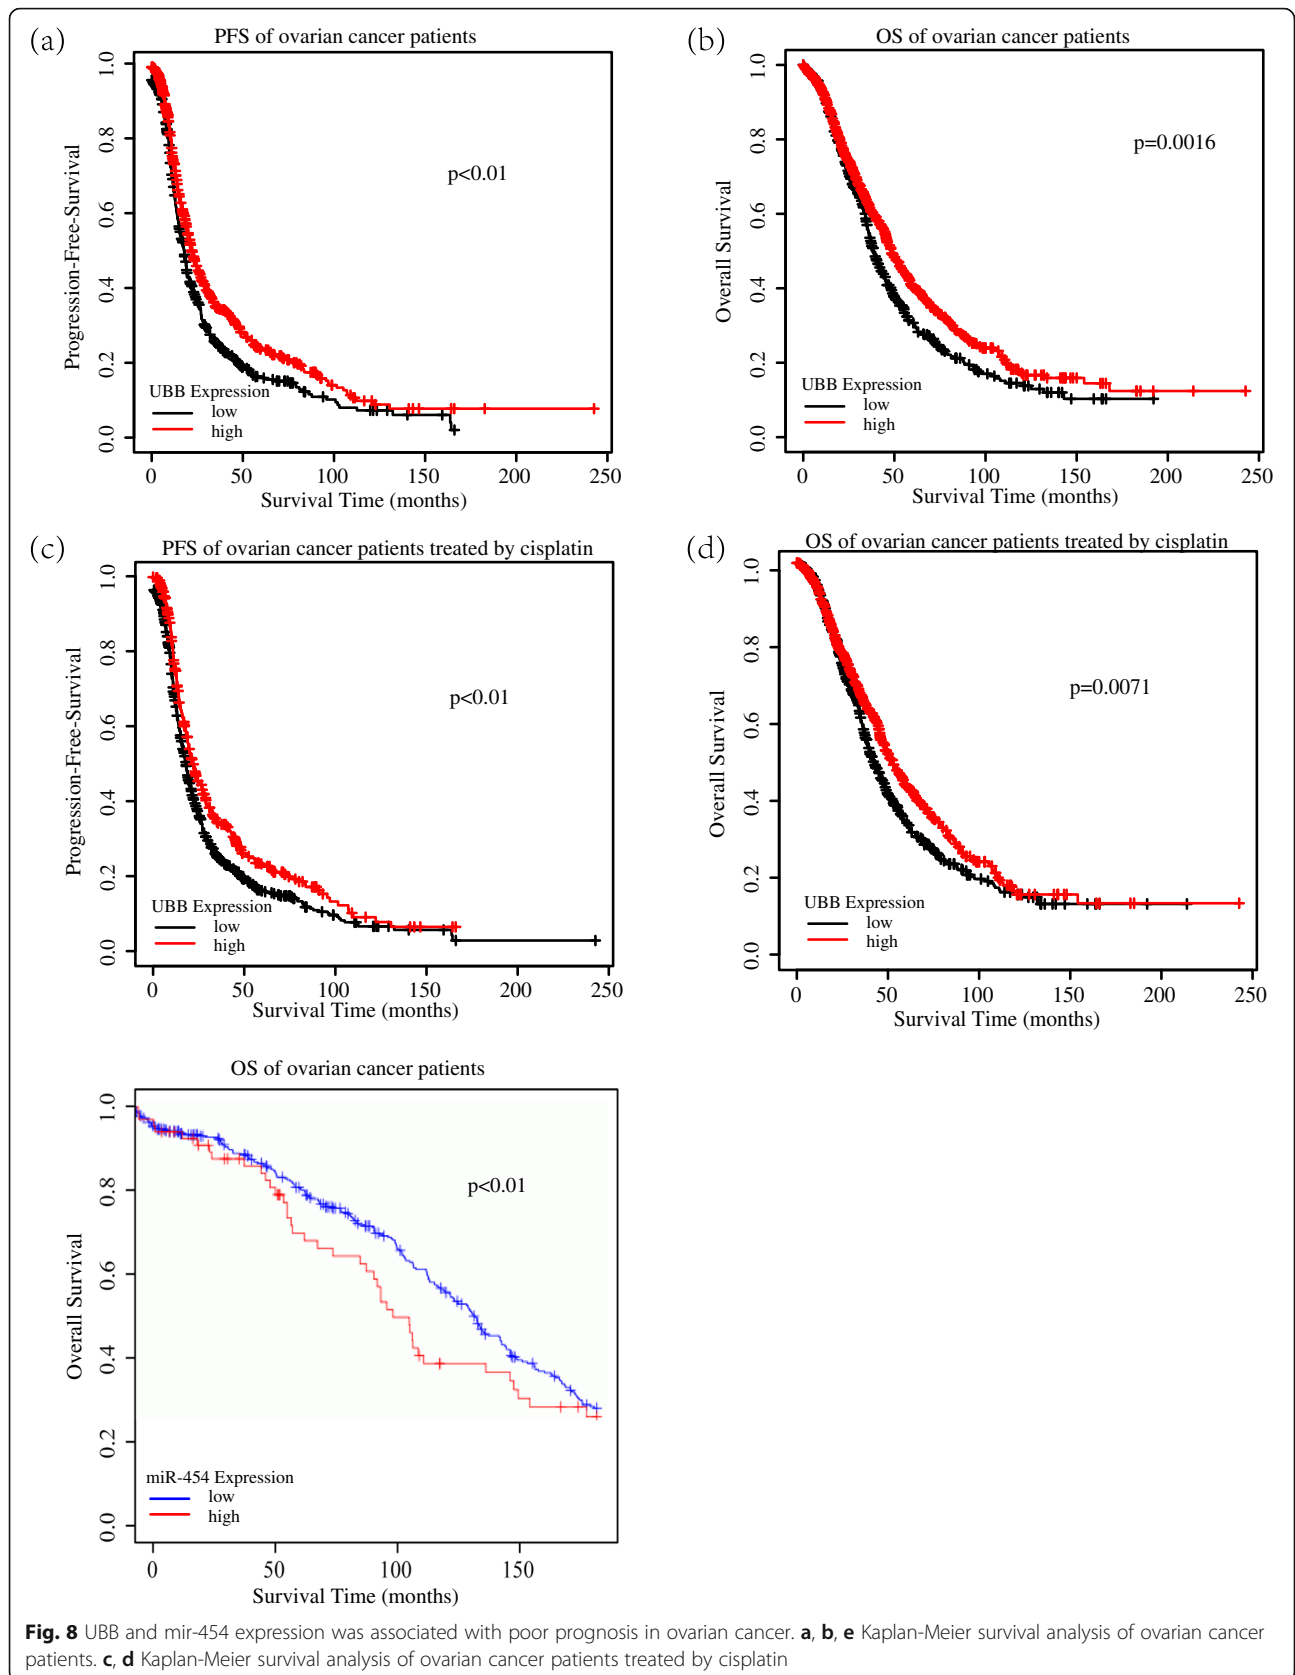 (a)
PFS of ovarian cancer patients
Progression-Free-Survival
1.0
0.8
0.6
0.4
0.2
0.0
p<0.01
UBB Expression
low
high
0 50 100 150 200 250
Survival Time (months)
(b)
OS of ovarian cancer patients
Overall Survival
1.0
0.8
0.6
0.4
0.2
0.0
p=0.0016
UBB Expression
low
high
0 50 100 150 200 250
Survival Time (months)
(c)
PFS of ovarian cancer patients treated by cisplatin
Progression-Free-Survival
1.0
0.8
0.6
0.4
0.2
0.0
p<0.01
UBB Expression
low
high
0 50 100 150 200 250
Survival Time (months)
(d)
OS of ovarian cancer patients treated by cisplatin
Overall Survival
1.0
0.8
0.6
0.4
0.2
0.0
p=0.0071
UBB Expression
low
high
0 50 100 150 200 250
Survival Time (months)
OS of ovarian cancer patients
Overall Survival
1.0
0.8
0.6
0.4
0.2
0.0
p<0.01
miR-454 Expression
low
high
0 50 100 150
Survival Time (months)
Fig. 8 UBB and mir-454 expression was associated with poor prognosis in ovarian cancer. a, b, e Kaplan-Meier survival analysis of ovarian cancer
patients. c, d Kaplan-Meier survival analysis of ovarian cancer patients treated by cisplatin